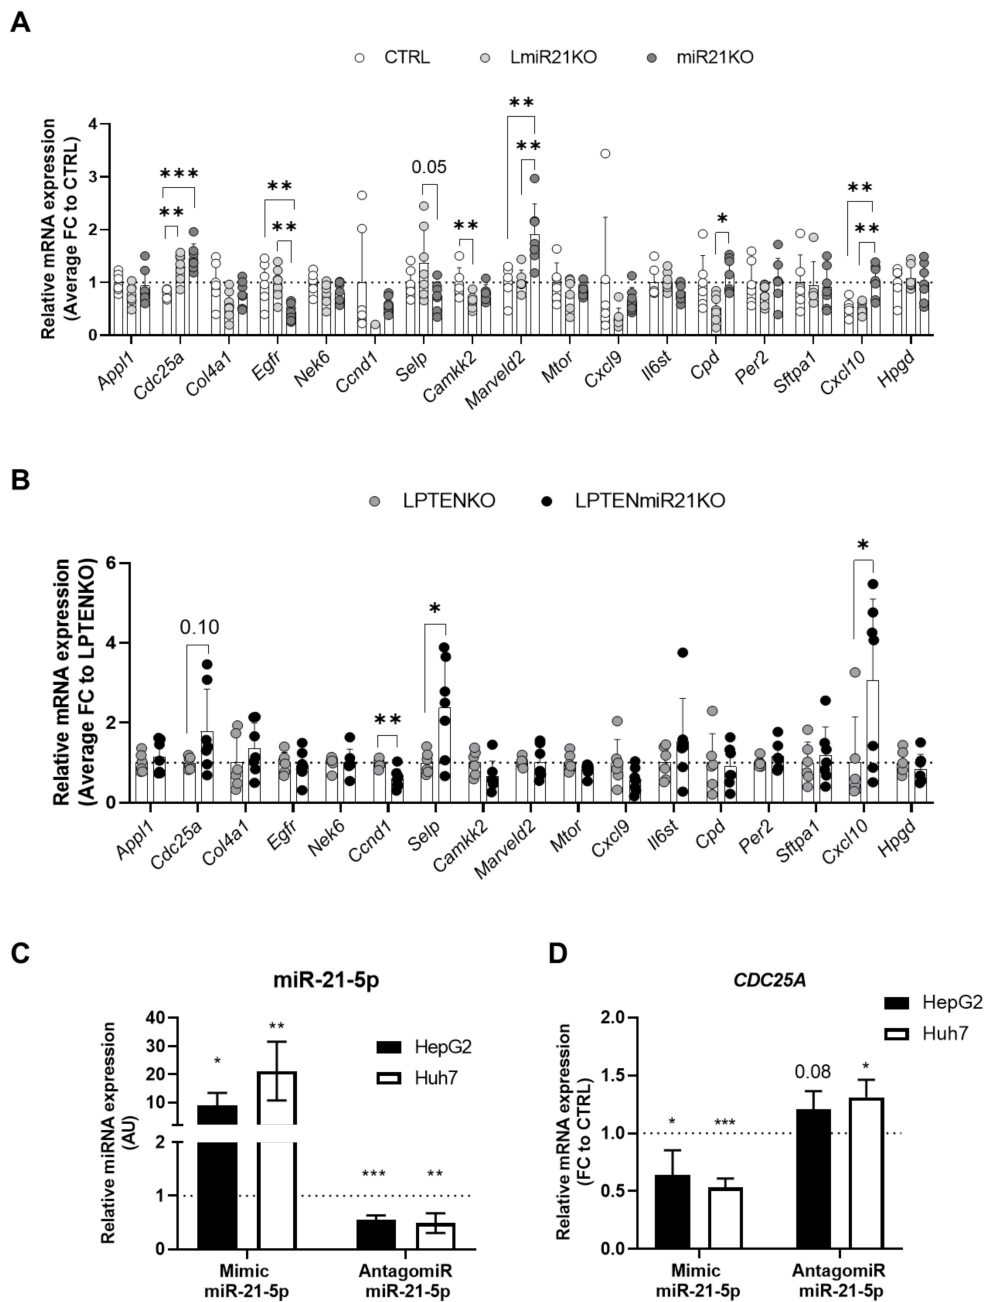 A
CTRL LmiR21KO miR21KO
Relative mRNA expression
(Average FC to CTRL)
4
3
2
1
0
*** ** ** ** 0.05 ** ** ** * ** **
Appl1 Cdc25a Col4a1 Egfr Nek6 Ccnd1 Selp Camkk2 Marveld2 Mtor Cxcl9 Il6st Cpd Per2 Sftpa1 Cxcl10 Hpgd
B
LPTENKO LPTENmiR21KO
Relative mRNA expression
(Average FC to LPTENKO)
6
4
2
1
0
0.10 ** * *
Appl1 Cdc25a Col4a1 Egfr Nek6 Ccnd1 Selp Camkk2 Marveld2 Mtor Cxcl9 Il6st Cpd Per2 Sftpa1 Cxcl10 Hpgd
C
miR-21-5p
Relative miRNA expression
(AU)
40
30
20
10
2
1
0
* ** *** **
HepG2
Huh7
Mimic AntagomiR
miR-21-5p miR-21-5p
D
CDC25A
HepG2
Huh7
Relative mRNA expression
(FC to CTRL)
2.0
1.5
1.0
0.5
0.0
* *** 0.08 *
Mimic AntagomiR
miR-21-5p miR-21-5p